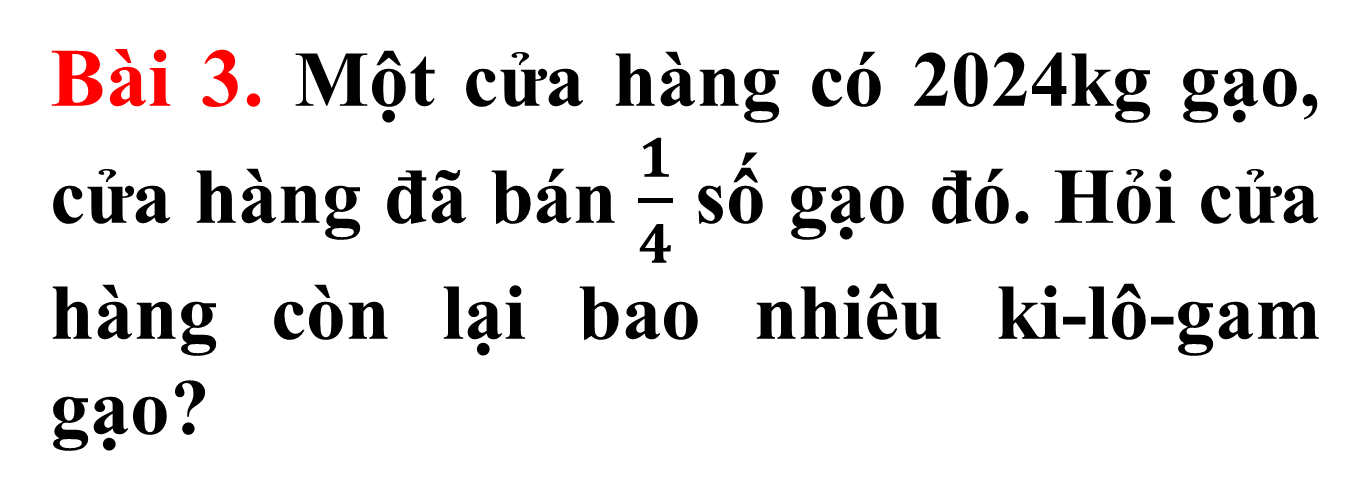 Bài 3. Một cửa hàng có 2024kg gạo,
cửa hàng đã bán 1/4 số gạo đó. Hỏi cửa
hàng còn lại bao nhiêu ki-lô-gam
gạo?